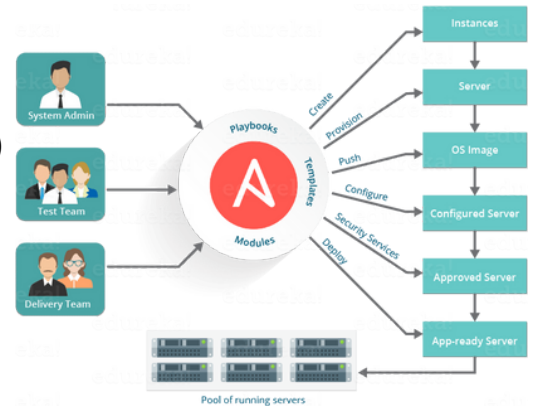 System Admin
Test Team
Delivery Team
Playbooks
Templates
Modules
Create
Provision
Push
Configure
Security Services
Deploy
Instances
Server
OS Image
Configured Server
Approved Server
App-ready Server
Pool of running servers